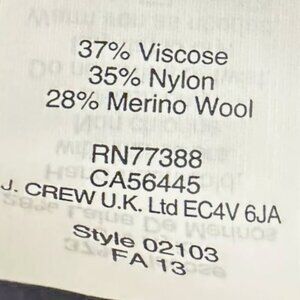 37% Viscose
35% Nylon
28% Merino Wool
RN77388
CA56445
J. CREW U.K. Ltd EC4V 6JA
Style 02103
FA 13